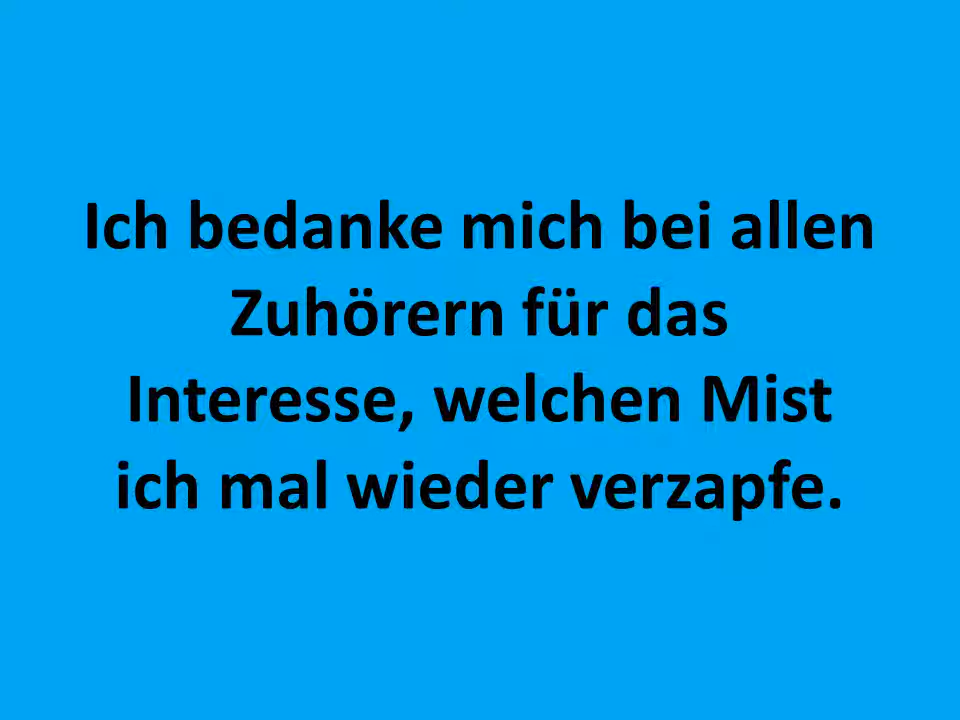 Ich bedanke mich bei allen
Zuhörern für das
Interesse, welchen Mist
ich mal wieder verzapfe.